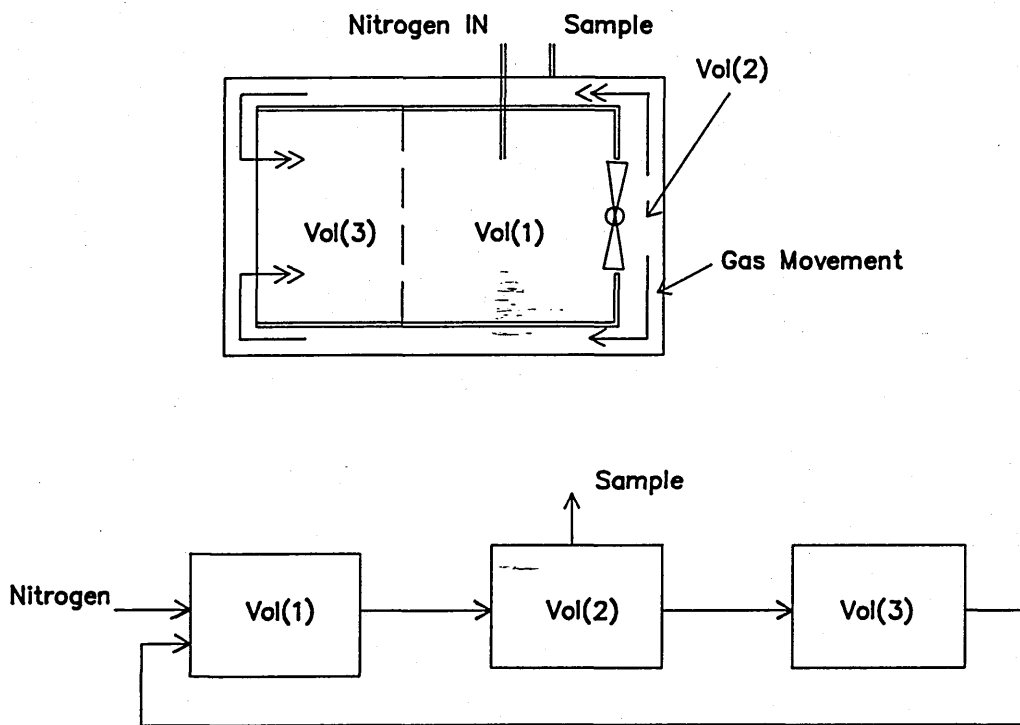 Nitrogen IN Sample
Vol(2)
Vol(3) Vol(1)
Gas Movement
Sample
Nitrogen
Vol(1) Vol(2) Vol(3)